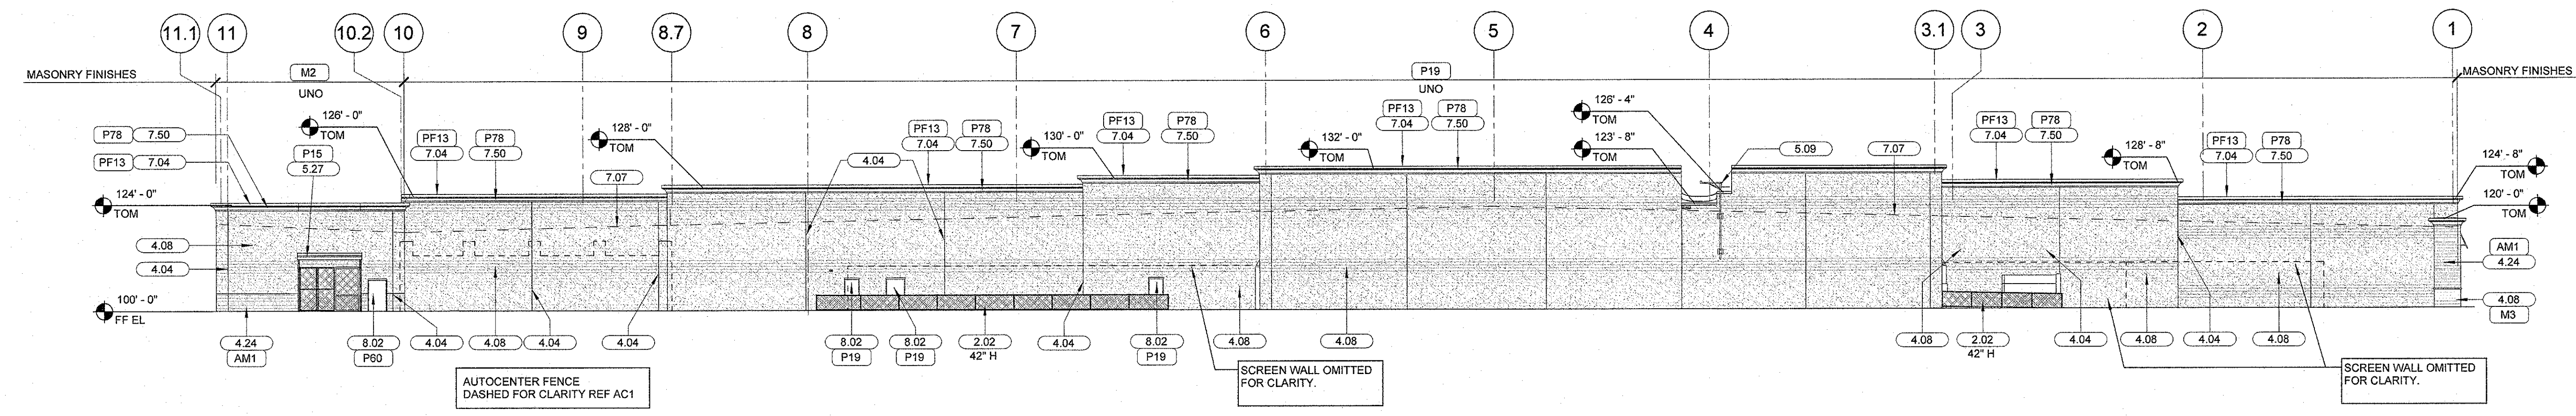 11.1
11
10.2
10
9
8.7
8
7
6
5
4
3.1
3
2
1
MASONRY FINISHES
M2
UNO
P19
UNO
MASONRY FINISHES
P78 7.50
PF13 7.04
126' - 0"
TOM
P15
5.27
PF13
7.04
P78
7.50
128' - 0"
TOM
7.07
4.04
PF13
7.04
P78
7.50
130' - 0"
TOM
PF13
7.04
P78
7.50
132' - 0"
TOM
PF13
7.04
P78
7.50
126' - 4"
TOM
123' - 8"
TOM
5.09
7.07
PF13
7.04
P78
7.50
128' - 8"
TOM
PF13
7.04
P78
7.50
124' - 8"
TOM
120' - 0"
TOM
124' - 0"
TOM
4.08
4.04
100' - 0"
FF EL
AM1
4.24
4.08
M3
4.24
AM1
8.02
P60
4.04
4.08
4.04
4.04
8.02
P19
8.02
P19
2.02
42" H
4.04
8.02
P19
4.08
4.08
4.08
2.02
42" H
4.04
4.08
4.04
4.08
AUTOCENTER FENCE
DASHED FOR CLARITY REF AC1
SCREEN WALL OMITTED
FOR CLARITY.
SCREEN WALL OMITTED
FOR CLARITY.